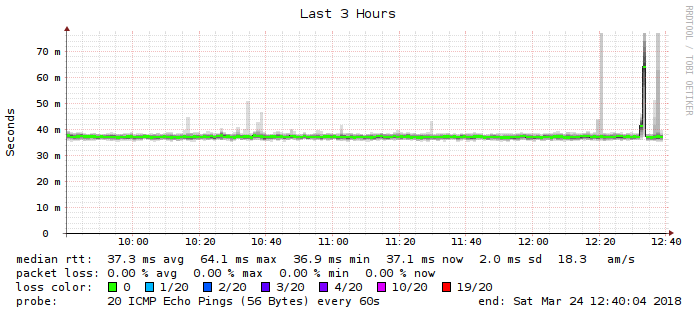 Last 3 Hours
RRDTOOL / TOBI OETIKER
Seconds
70 m
60 m
50 m
40 m
30 m
20 m
10 m
0
10:00 10:20 10:40 11:00 11:20 11:40 12:00 12:20 12:40
median rtt: 37.3 ms avg 64.1 ms max 36.9 ms min 37.1 ms now 2.0 ms sd 18.3 am/s
packet loss: 0.00 % avg 0.00 % max 0.00 % min 0.00 % now
loss color: 0 1/20 2/20 3/20 4/20 10/20 19/20
probe: 20 ICMP Echo Pings (56 Bytes) every 60s end: Sat Mar 24 12:40:04 2018